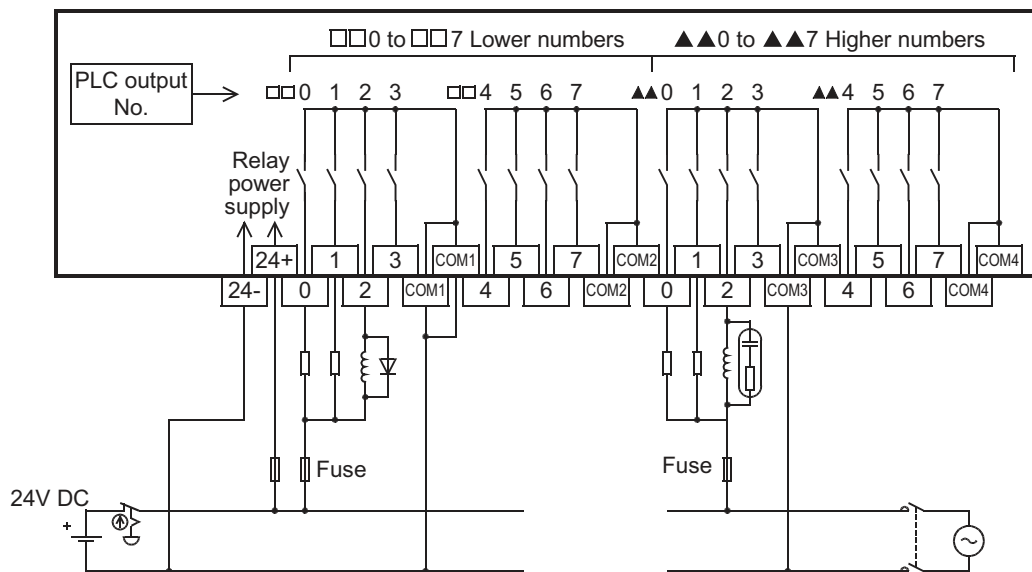 □□0 to □□7 Lower numbers ▲▲0 to ▲▲7 Higher numbers
PLC output
No.
□□0 1 2 3 □□4 5 6 7 ▲▲0 1 2 3 ▲▲4 5 6 7
Relay
power
supply
24+ 1 3 COM1 5 7 COM2 1 3 COM3 5 7 COM4
24- 0 2 COM1 4 6 COM2 0 2 COM3 4 6 COM4
Fuse Fuse
24V DC
+